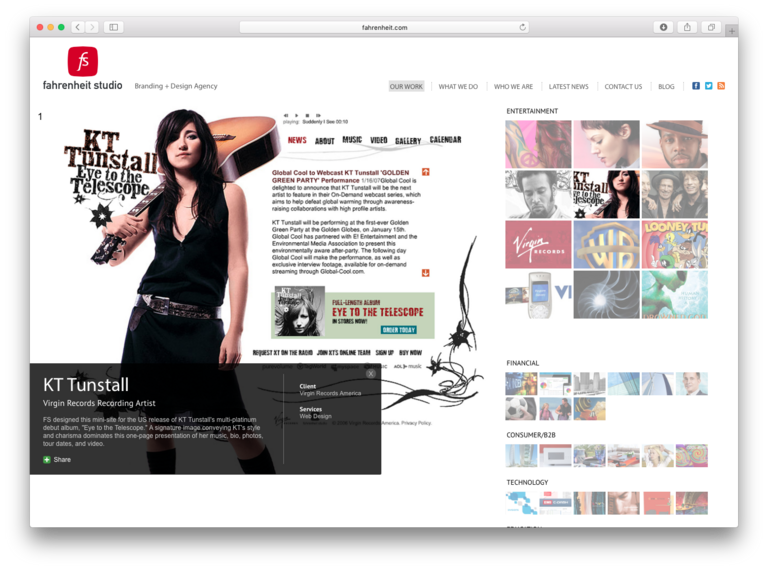 fahrenheit.com
fs
fahrenheit studio
Branding + Design Agency
OUR WORK
WHAT WE DO
WHO WE ARE
LATEST NEWS
CONTACT US
BLOG
1
KT
Tunstall
Eye to the
Telescope
playing: Suddenly I See 00:10
NEWS ABOUT MUSIC VIDEO GALLERY CALENDAR
Global Cool to Webcast KT Tunstall 'GOLDEN
GREEN PARTY' Performance 1/16/07Global Cool is
delighted to announce that KT Tunstall will be the next
artist to feature in their On-Demand webcast series, which
aims to help defeat global warming through awareness-
raising collaborations with high profile artists.
KT Tunstall will be performing at the first-ever Golden
Green Party at the Golden Globes, on January 15th.
Global Cool has partnered with E! Entertainment and the
Environmental Media Association to present this
environmentally aware after-party. The following day
Global Cool will make the performance, as well as
exclusive interview footage, available for on-demand
streaming through Global-Cool.com.
FULL-LENGTH ALBUM
EYE TO THE TELESCOPE
IN STORES NOW!
ORDER TODAY
REQUEST KT ON THE RADIO JOIN KTS ONLINE TEAM SIGN UP BUY NOW
music
America. Privacy Policy.
KT Tunstall
Virgin Records Recording Artist
FS designed this mini-site for the US release of KT Tunstall's multi-platinum
debut album, "Eye to the Telescope." A signature image conveying KT's style
and charisma dominates this one-page presentation of her music, bio, photos,
tour dates, and video.
Share
X
Client
Virgin Records America
Services
Web Design
ENTERTAINMENT
KT
Tunstall
Eye to the
Telescope
Virgin
RECORDS
WB
LOONEY TUNES
VI
FINANCIAL
CONSUMER/B2B
TECHNOLOGY